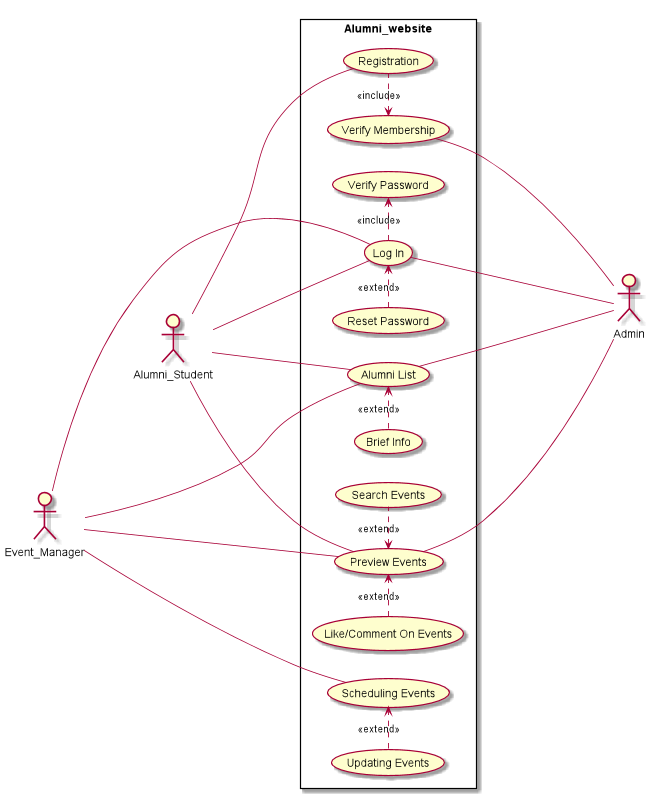 Alumni_website
Registration
«include»
Verify Membership
Verify Password
«include»
Log In
«extend»
Reset Password
Admin
Alumni_Student
Alumni List
«extend»
Brief Info
Search Events
«extend»
Event_Manager
Preview Events
«extend»
Like/Comment On Events
Scheduling Events
«extend»
Updating Events